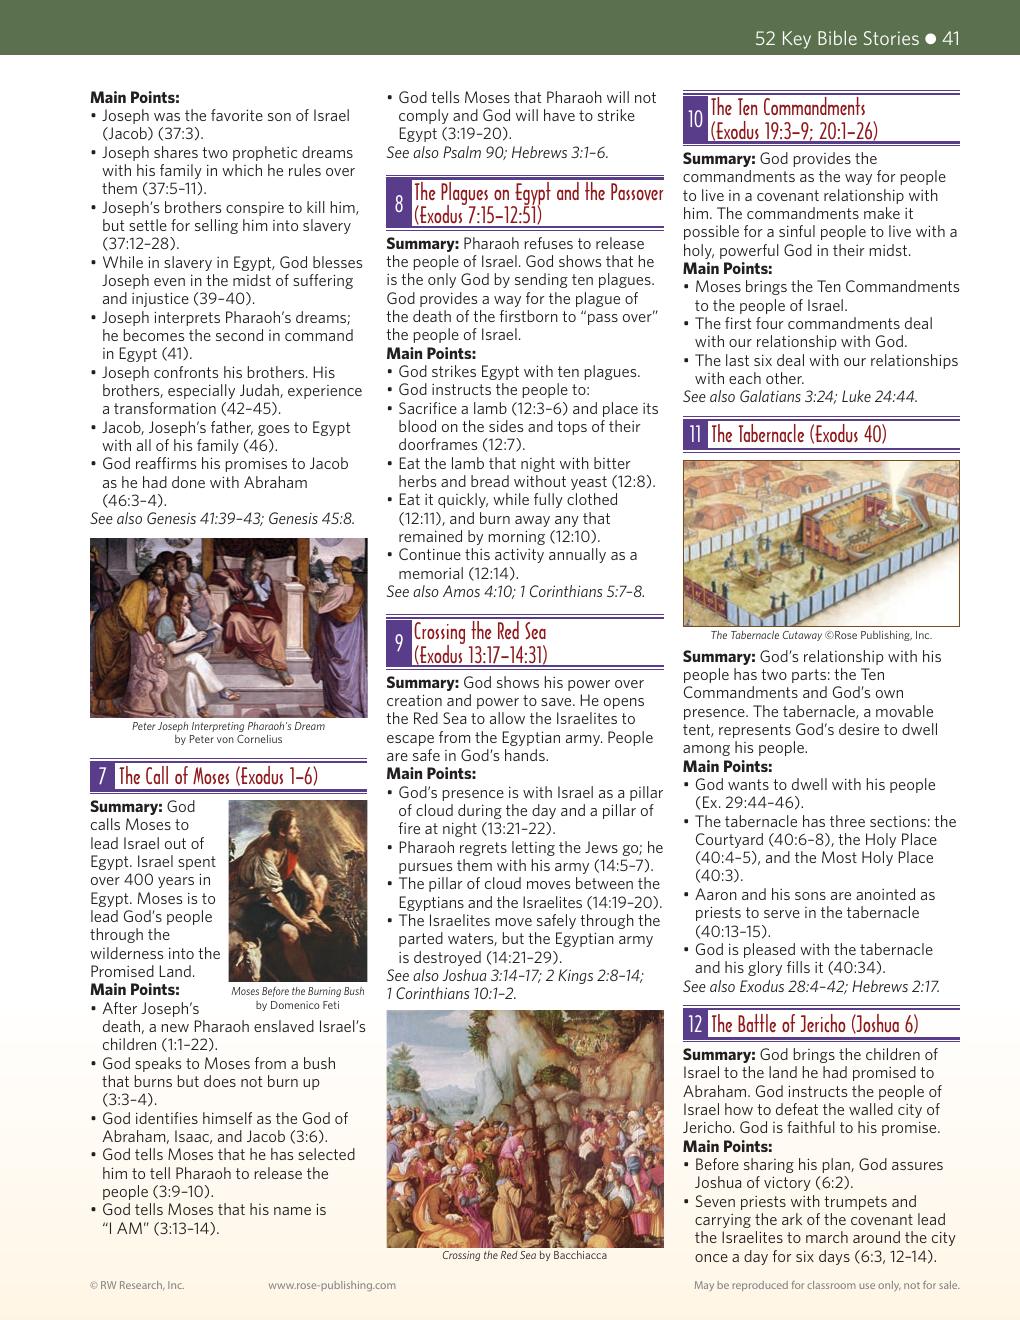 52 Key Bible Stories ● 41
Main Points:
• Joseph was the favorite son of Israel
(Jacob) (37:3).
• Joseph shares two prophetic dreams
with his family in which he rules over
them (37:5–11).
• Joseph’s brothers conspire to kill him,
but settle for selling him into slavery
(37:12–28).
• While in slavery in Egypt, God blesses
Joseph even in the midst of suffering
and injustice (39–40).
• Joseph interprets Pharaoh’s dreams;
he becomes the second in command
in Egypt (41).
• Joseph confronts his brothers. His
brothers, especially Judah, experience
a transformation (42–45).
• Jacob, Joseph’s father, goes to Egypt
with all of his family (46).
• God reaffirms his promises to Jacob
as he had done with Abraham
(46:3–4).
See also Genesis 41:39–43; Genesis 45:8.
Peter Joseph Interpreting Pharaoh’s Dream
by Peter von Cornelius
7 The Call of Moses (Exodus 1–6)
Summary: God
calls Moses to
lead Israel out of
Egypt. Israel spent
over 400 years in
Egypt. Moses is to
lead God’s people
through the
wilderness into the
Promised Land.
Moses Before the Burning Bush
by Domenico Feti
Main Points:
• After Joseph’s
death, a new Pharaoh enslaved Israel’s
children (1:1–22).
• God speaks to Moses from a bush
that burns but does not burn up
(3:3–4).
• God identifies himself as the God of
Abraham, Isaac, and Jacob (3:6).
• God tells Moses that he has selected
him to tell Pharaoh to release the
people (3:9–10).
• God tells Moses that his name is
“I AM” (3:13–14).
• God tells Moses that Pharaoh will not
comply and God will have to strike
Egypt (3:19–20).
See also Psalm 90; Hebrews 3:1–6.
8 The Plagues on Egypt and the Passover
(Exodus 7:15–12:51)
Summary: Pharaoh refuses to release
the people of Israel. God shows that he
is the only God by sending ten plagues.
God provides a way for the plague of
the death of the firstborn to “pass over”
the people of Israel.
Main Points:
• God strikes Egypt with ten plagues.
• God instructs the people to:
• Sacrifice a lamb (12:3–6) and place its
blood on the sides and tops of their
doorframes (12:7).
• Eat the lamb that night with bitter
herbs and bread without yeast (12:8).
• Eat it quickly, while fully clothed
(12:11), and burn away any that
remained by morning (12:10).
• Continue this activity annually as a
memorial (12:14).
See also Amos 4:10; 1 Corinthians 5:7–8.
9 Crossing the Red Sea
(Exodus 13:17–14:31)
Summary: God shows his power over
creation and power to save. He opens
the Red Sea to allow the Israelites to
escape from the Egyptian army. People
are safe in God’s hands.
Main Points:
• God’s presence is with Israel as a pillar
of cloud during the day and a pillar of
fire at night (13:21–22).
• Pharaoh regrets letting the Jews go; he
pursues them with his army (14:5–7).
• The pillar of cloud moves between the
Egyptians and the Israelites (14:19–20).
• The Israelites move safely through the
parted waters, but the Egyptian army
is destroyed (14:21–29).
See also Joshua 3:14–17; 2 Kings 2:8–14;
1 Corinthians 10:1–2.
Crossing the Red Sea by Bacchiacca
10 The Ten Commandments
(Exodus 19:3–9; 20:1–26)
Summary: God provides the
commandments as the way for people
to live in a covenant relationship with
him. The commandments make it
possible for a sinful people to live with a
holy, powerful God in their midst.
Main Points:
• Moses brings the Ten Commandments
to the people of Israel.
• The first four commandments deal
with our relationship with God.
• The last six deal with our relationships
with each other.
See also Galatians 3:24; Luke 24:44.
11 The Tabernacle (Exodus 40)
The Tabernacle Cutaway ©Rose Publishing, Inc.
Summary: God’s relationship with his
people has two parts: the Ten
Commandments and God’s own
presence. The tabernacle, a movable
tent, represents God’s desire to dwell
among his people.
Main Points:
• God wants to dwell with his people
(Ex. 29:44–46).
• The tabernacle has three sections: the
Courtyard (40:6–8), the Holy Place
(40:4–5), and the Most Holy Place
(40:3).
• Aaron and his sons are anointed as
priests to serve in the tabernacle
(40:13–15).
• God is pleased with the tabernacle
and his glory fills it (40:34).
See also Exodus 28:4–42; Hebrews 2:17.
12 The Battle of Jericho (Joshua 6)
Summary: God brings the children of
Israel to the land he had promised to
Abraham. God instructs the people of
Israel how to defeat the walled city of
Jericho. God is faithful to his promise.
Main Points:
• Before sharing his plan, God assures
Joshua of victory (6:2).
• Seven priests with trumpets and
carrying the ark of the covenant lead
the Israelites to march around the city
once a day for six days (6:3, 12–14).
© RW Research, Inc.
www.rose-publishing.com
May be reproduced for classroom use only, not for sale.